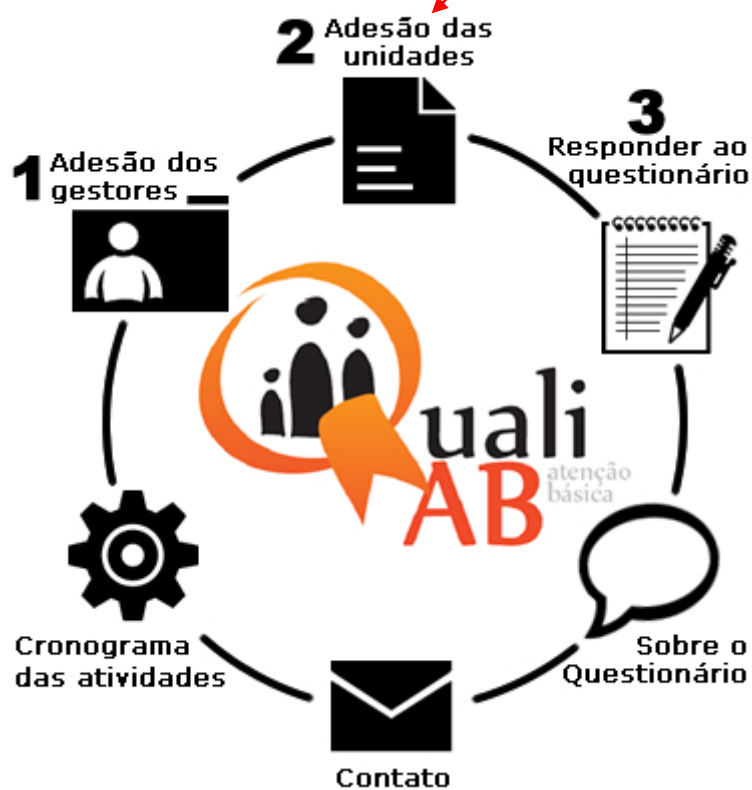 2 Adesão das
unidades
3
Responder ao
questionário
1 Adesão dos
gestores
Quali
AB atenção
básica
Cronograma
das atividades
Sobre o
Questionário
Contato